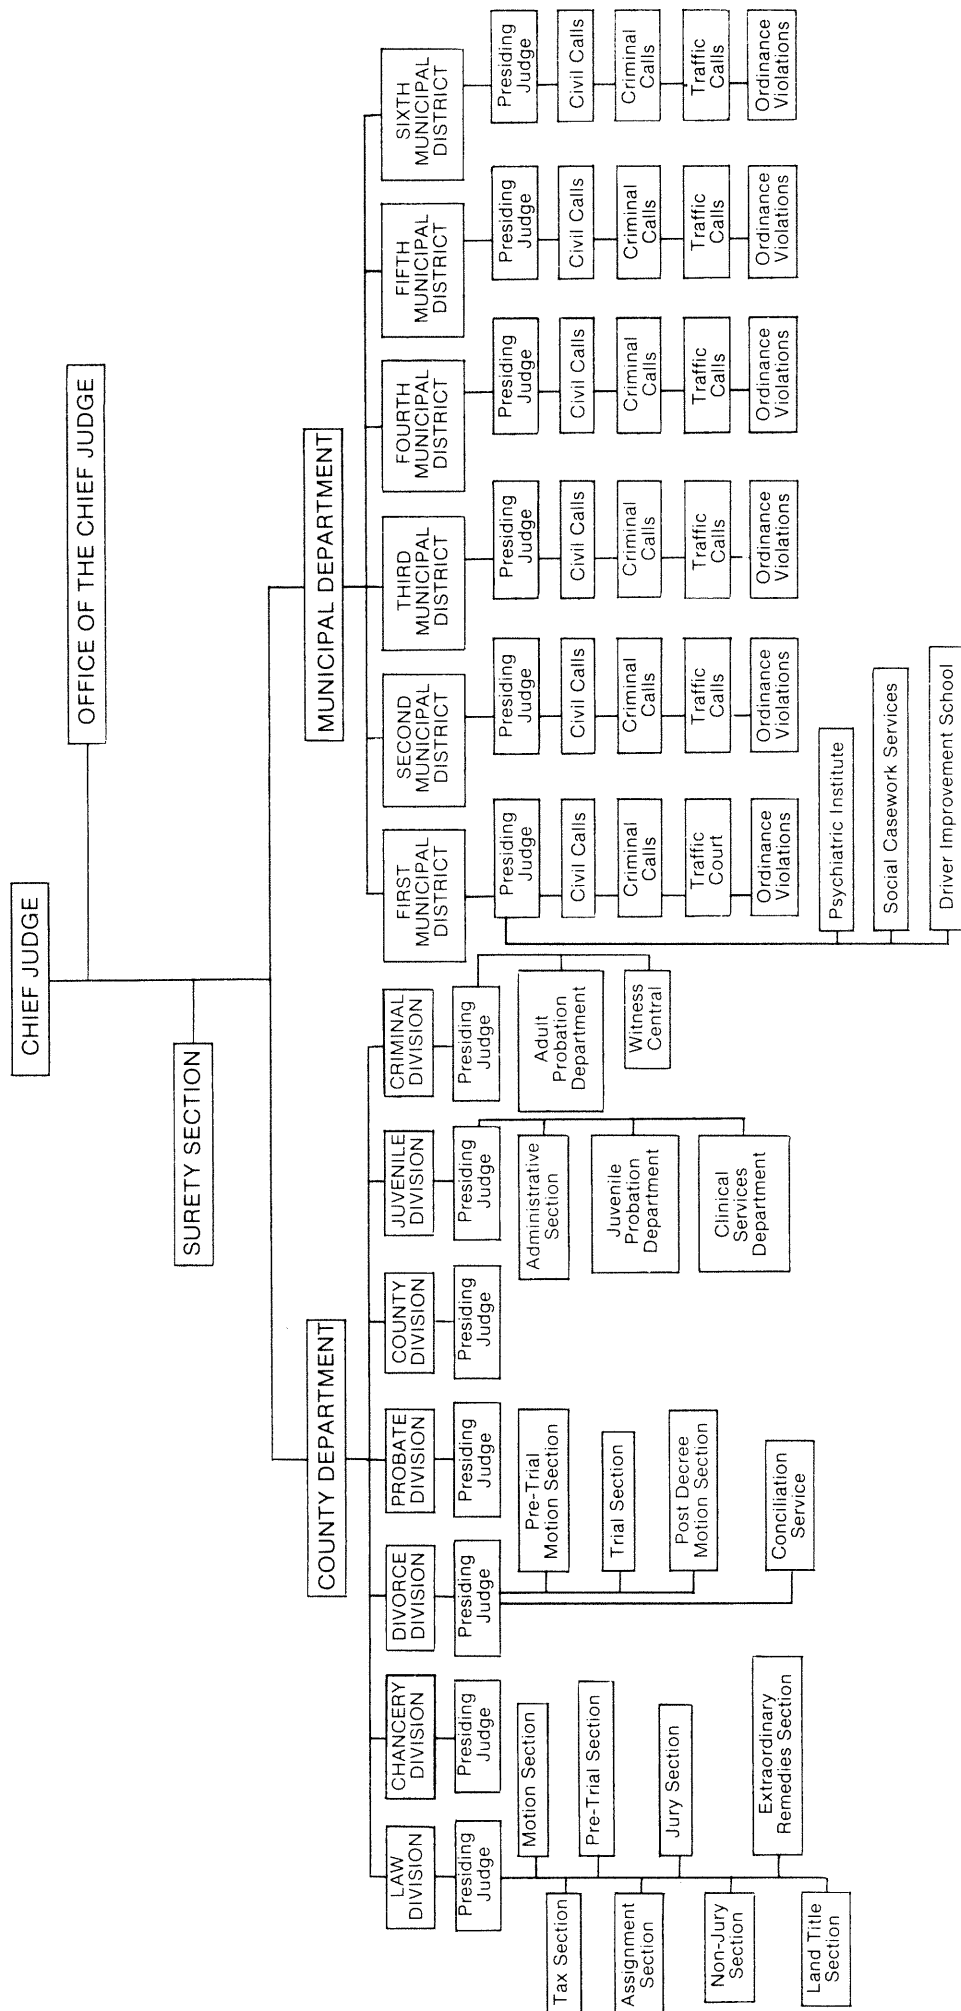 CHIEF JUDGE
OFFICE OF THE CHIEF JUDGE
SURETY SECTION
COUNTY DEPARTMENT
MUNICIPAL DEPARTMENT
LAW
DIVISION
Presiding
Judge
Motion Section
Tax Section
Pre-Trial Section
Assignment
Section
Jury Section
Non-Jury
Section
Extraordinary
Remedies Section
Land Title
Section
CHANCERY
DIVISION
Presiding
Judge
DIVORCE
DIVISION
Presiding
Judge
Pre-Trial
Motion Section
Trial Section
Post Decree
Motion Section
Conciliation
Service
PROBATE
DIVISION
Presiding
Judge
COUNTY
DIVISION
Presiding
Judge
JUVENILE
DIVISION
Presiding
Judge
Administrative
Section
Juvenile
Probation
Department
Clinical
Services
Department
CRIMINAL
DIVISION
Presiding
Judge
Adult
Probation
Department
Witness
Central
FIRST
MUNICIPAL
DISTRICT
Presiding
Judge
Civil Calls
Criminal
Calls
Traffic
Court
Ordinance
Violations
Psychiatric Institute
Social Casework Services
Driver Improvement School
SECOND
MUNICIPAL
DISTRICT
Presiding
Judge
Civil Calls
Criminal
Calls
Traffic
Calls
Ordinance
Violations
THIRD
MUNICIPAL
DISTRICT
Presiding
Judge
Civil Calls
Criminal
Calls
Traffic
Calls
Ordinance
Violations
FOURTH
MUNICIPAL
DISTRICT
Presiding
Judge
Civil Calls
Criminal
Calls
Traffic
Calls
Ordinance
Violations
FIFTH
MUNICIPAL
DISTRICT
Presiding
Judge
Civil Calls
Criminal
Calls
Traffic
Calls
Ordinance
Violations
SIXTH
MUNICIPAL
DISTRICT
Presiding
Judge
Civil Calls
Criminal
Calls
Traffic
Calls
Ordinance
Violations